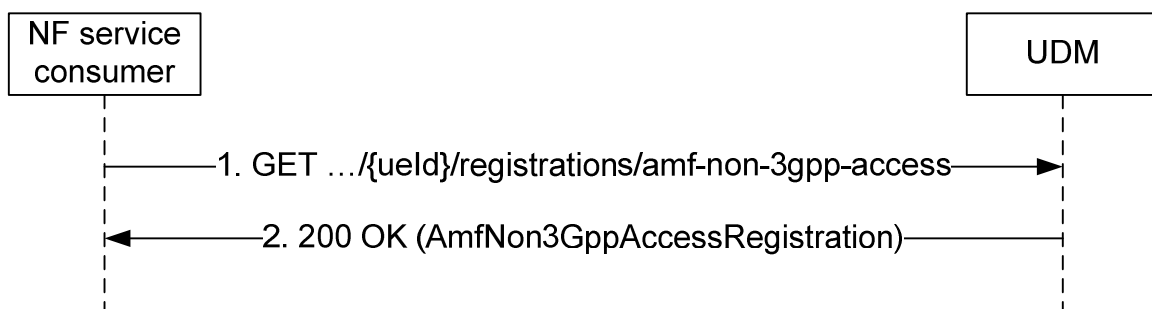 NF service
consumer
UDM
1. GET …/{ueId}/registrations/amf-non-3gpp-access
2. 200 OK (AmfNon3GppAccessRegistration)